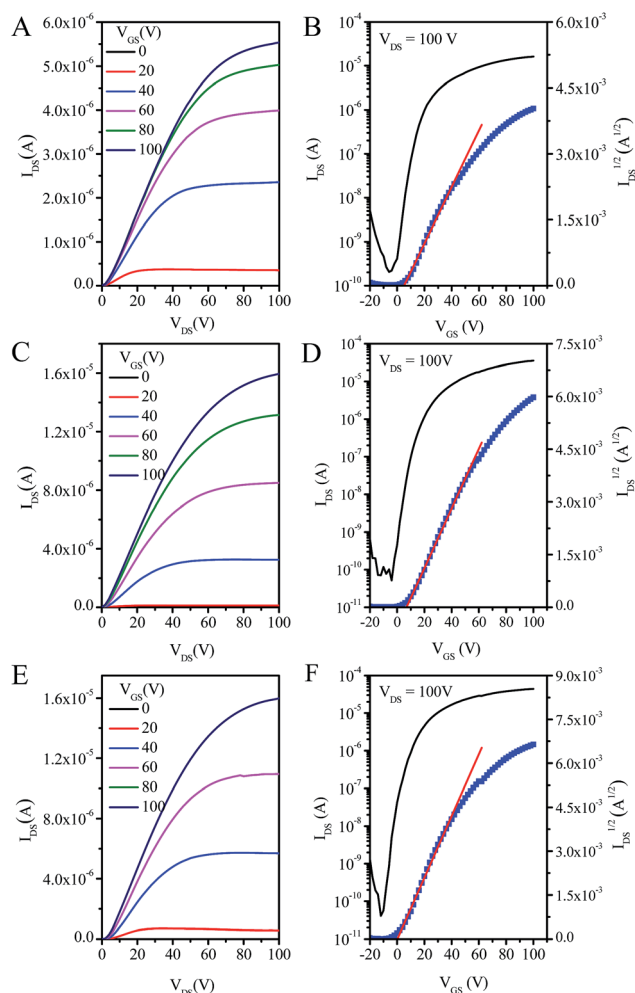 A
V_GS(V)
0
20
40
60
80
100
6.0x10^-6
5.0x10^-6
4.0x10^-6
3.0x10^-6
2.0x10^-6
1.0x10^-6
0.0
I_DS(A)
0 20 40 60 80 100
V_DS(V)
B
V_DS = 100 V
10^-4
10^-5
10^-6
10^-7
10^-8
10^-9
10^-10
I_DS (A)
6.0x10^-3
4.5x10^-3
3.0x10^-3
1.5x10^-3
0.0
I_DS^1/2 (A^1/2)
-20 0 20 40 60 80 100
V_GS (V)
C
V_GS(V)
0
20
40
60
80
100
1.6x10^-5
1.2x10^-5
8.0x10^-6
4.0x10^-6
0.0
I_DS(A)
0 20 40 60 80 100
V_DS(V)
D
V_DS = 100V
10^-4
10^-5
10^-6
10^-7
10^-8
10^-9
10^-10
10^-11
I_DS (A)
7.5x10^-3
6.0x10^-3
4.5x10^-3
3.0x10^-3
1.5x10^-3
0.0
I_DS^1/2 (A^1/2)
-20 0 20 40 60 80 100
V_GS (V)
E
V_GS(V)
0
20
40
60
80
100
1.6x10^-5
1.2x10^-5
8.0x10^-6
4.0x10^-6
0.0
I_DS(A)
0 20 40 60 80 100
V_DS(V)
F
V_DS = 100V
10^-4
10^-5
10^-6
10^-7
10^-8
10^-9
10^-10
10^-11
I_DS (A)
9.0x10^-3
7.5x10^-3
6.0x10^-3
4.5x10^-3
3.0x10^-3
1.5x10^-3
0.0
I_DS^1/2 (A^1/2)
-20 0 20 40 60 80 100
V_GS (V)